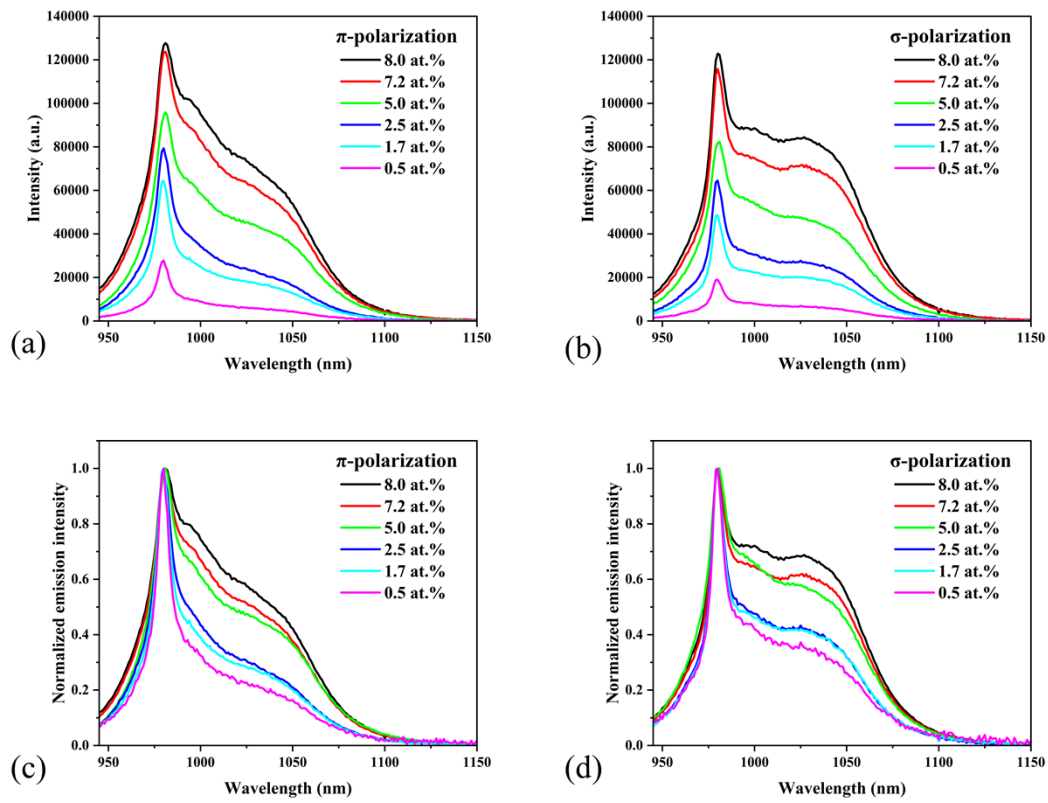 140000
120000
100000
80000
60000
40000
20000
0
Intensity (a.u.)
π-polarization
8.0 at.%
7.2 at.%
5.0 at.%
2.5 at.%
1.7 at.%
0.5 at.%
950 1000 1050 1100 1150
Wavelength (nm)
(a)
140000
120000
100000
80000
60000
40000
20000
0
Intensity (a.u.)
σ-polarization
8.0 at.%
7.2 at.%
5.0 at.%
2.5 at.%
1.7 at.%
0.5 at.%
950 1000 1050 1100 1150
Wavelength (nm)
(b)
1.0
0.8
0.6
0.4
0.2
0.0
Normalized emission intensity
π-polarization
8.0 at.%
7.2 at.%
5.0 at.%
2.5 at.%
1.7 at.%
0.5 at.%
950 1000 1050 1100 1150
Wavelength (nm)
(c)
1.0
0.8
0.6
0.4
0.2
0.0
Normalized emission intensity
σ-polarization
8.0 at.%
7.2 at.%
5.0 at.%
2.5 at.%
1.7 at.%
0.5 at.%
950 1000 1050 1100 1150
Wavelength (nm)
(d)